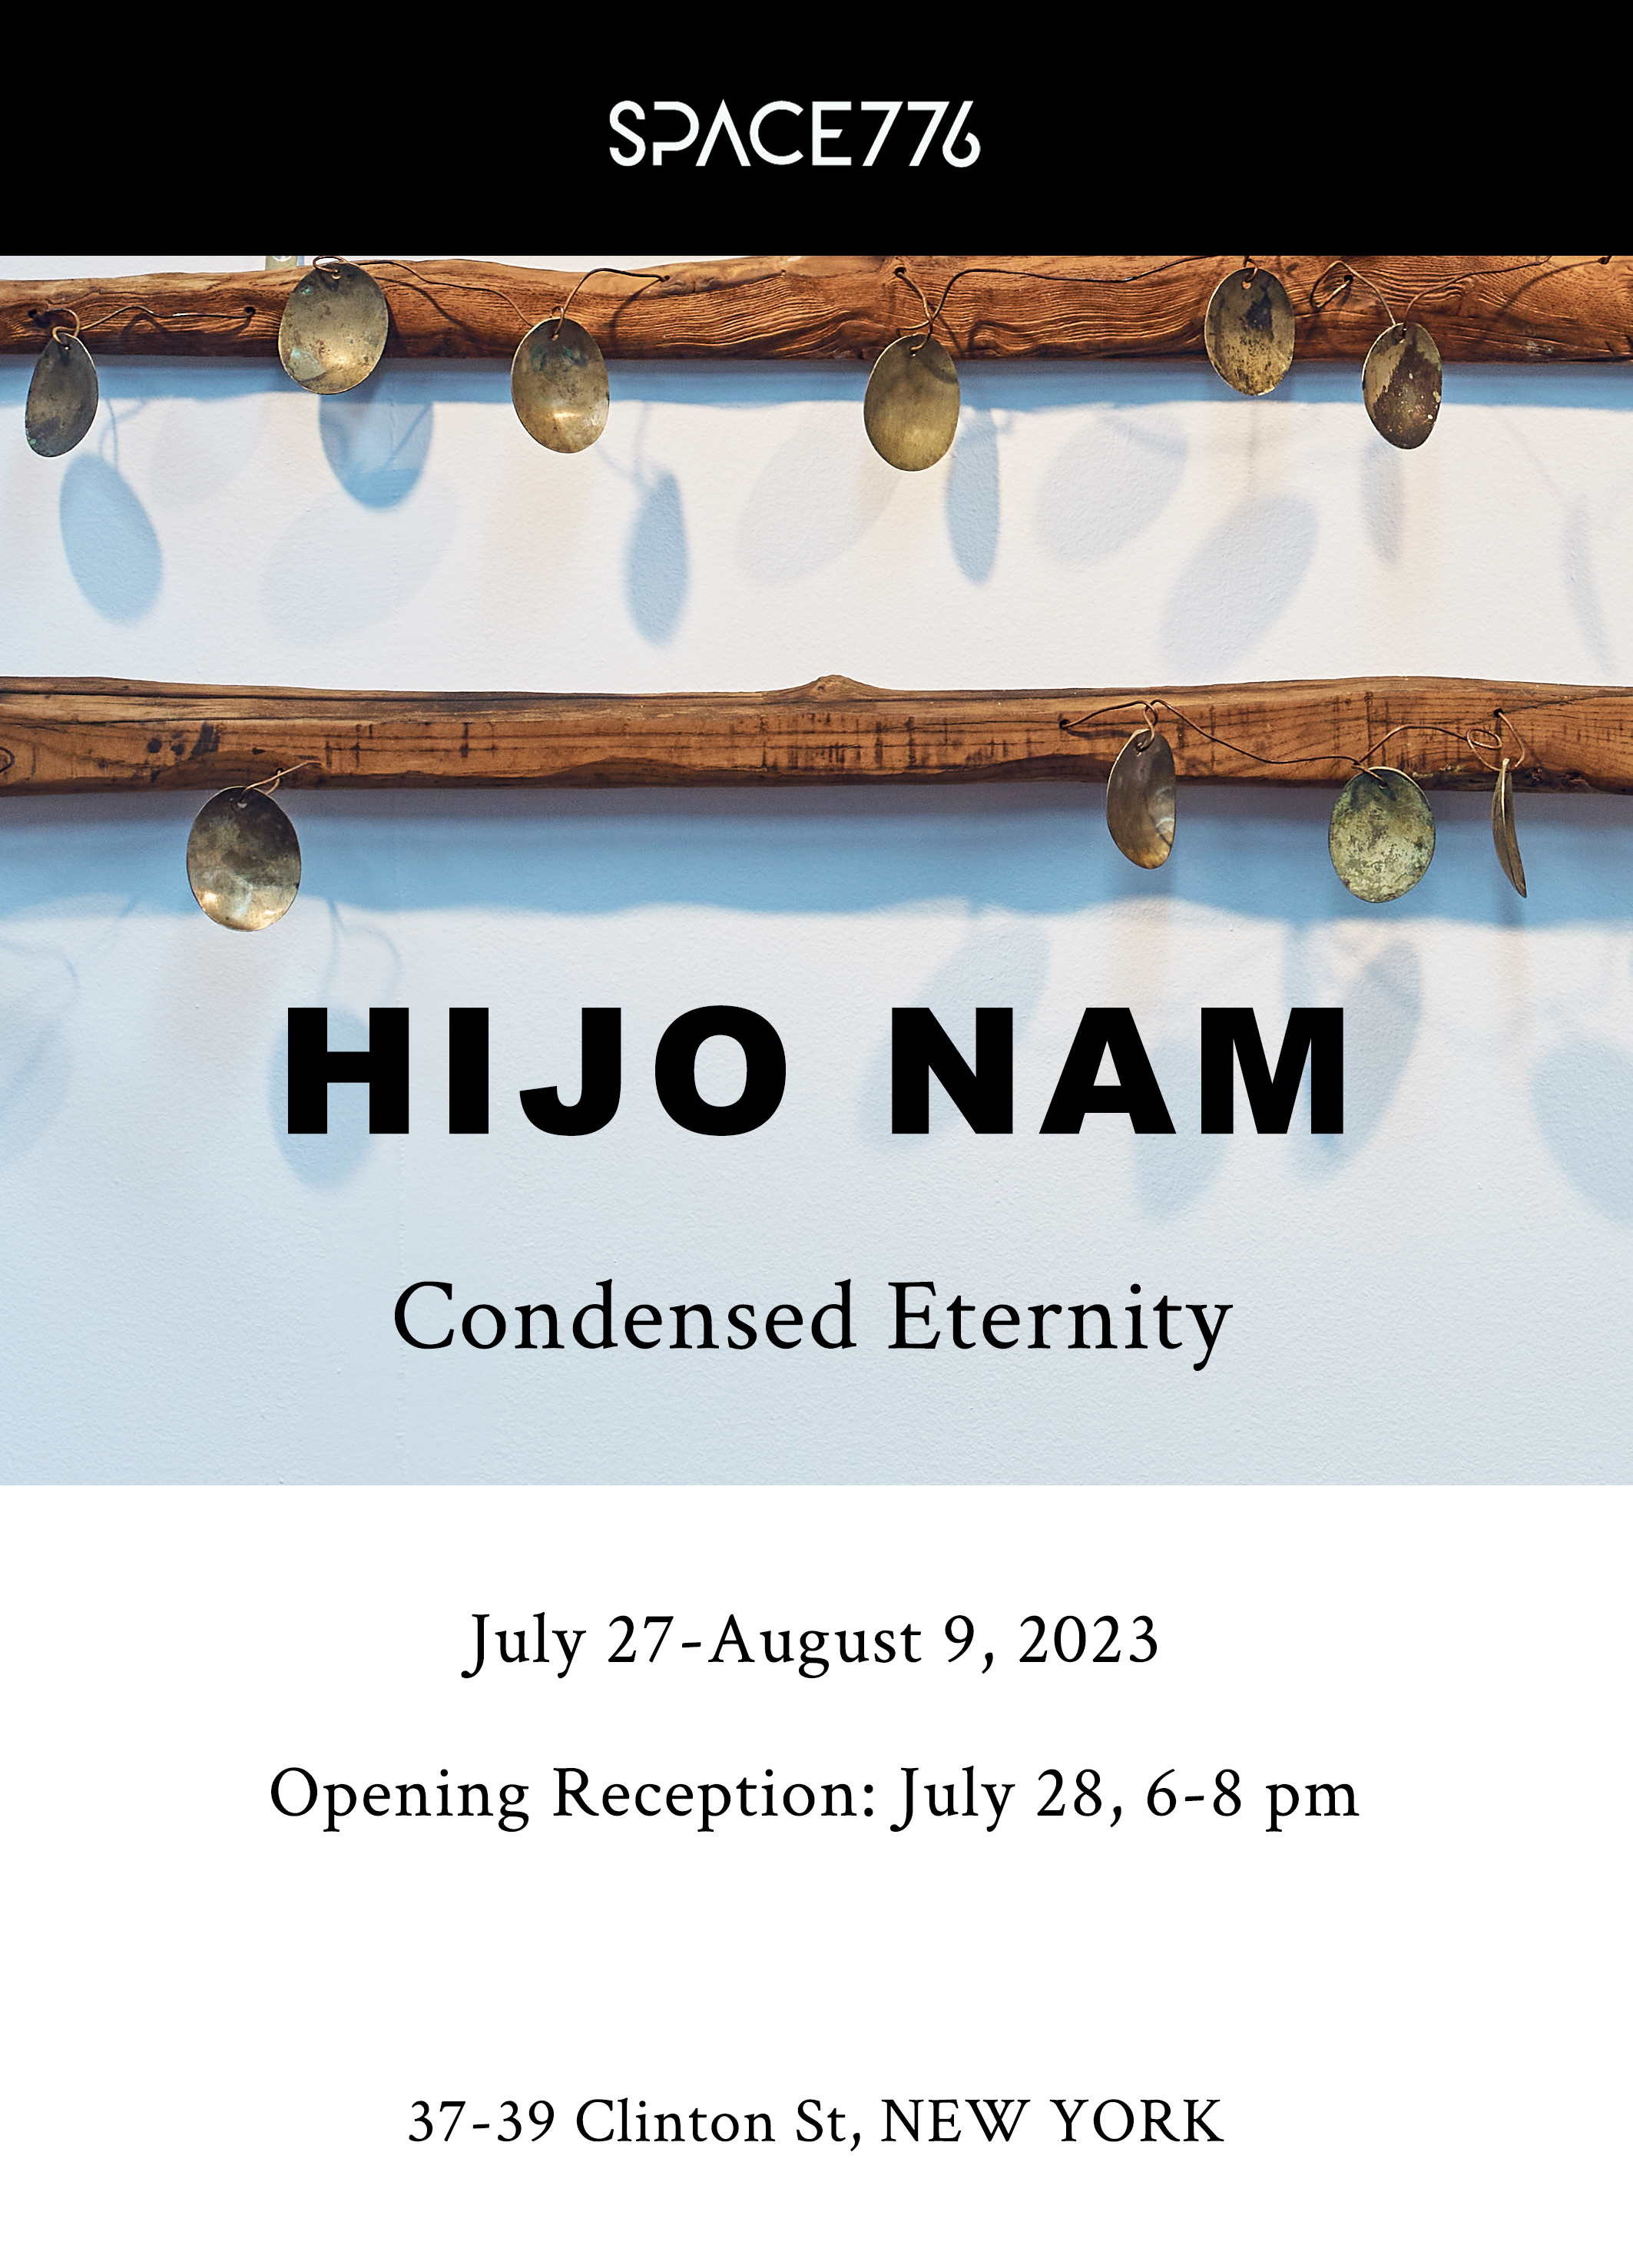 SPACE776
HIJO NAM
Condensed Eternity
July 27-August 9, 2023
Opening Reception: July 28, 6-8 pm
37-39 Clinton St, NEW YORK